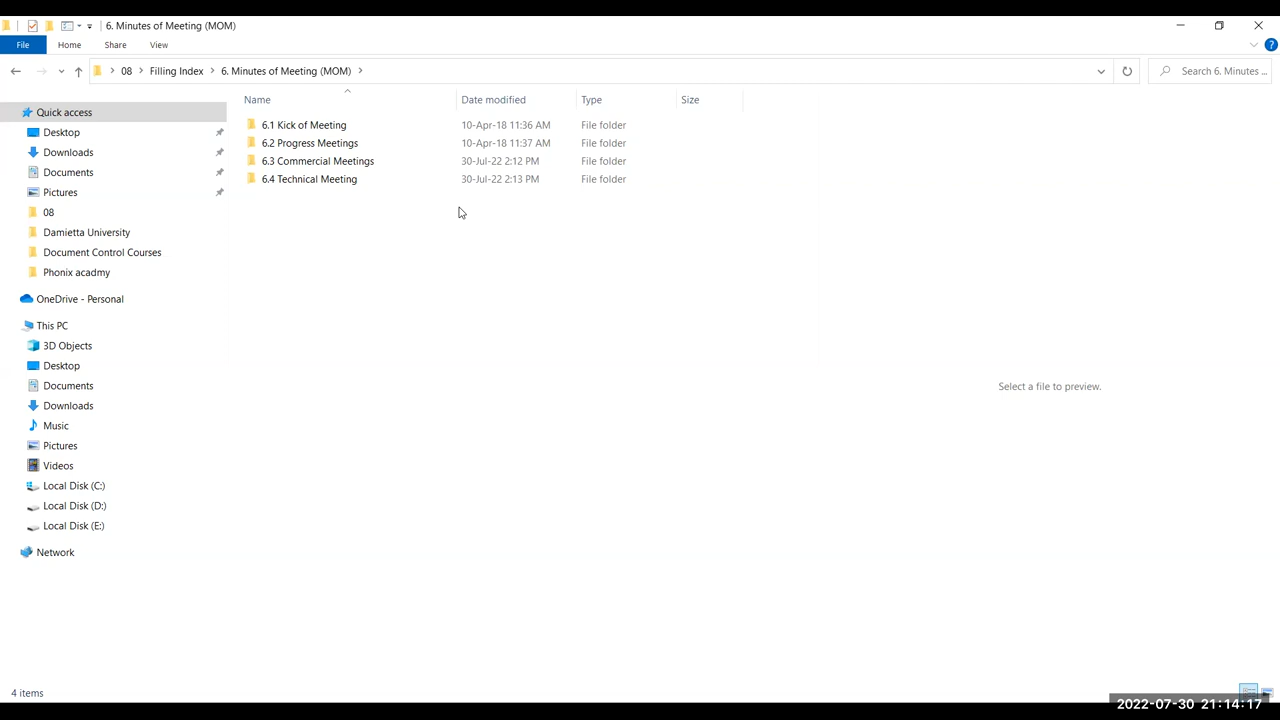 6. Minutes of Meeting (MOM)
File Home Share View
08 Filling Index 6. Minutes of Meeting (MOM)
Search 6. Minutes ...
Name Date modified Type Size
Quick access
Desktop
Downloads
Documents
Pictures
08
Damietta University
Document Control Courses
Phonix acadmy
OneDrive - Personal
This PC
3D Objects
Desktop
Documents
Downloads
Music
Pictures
Videos
Local Disk (C:)
Local Disk (D:)
Local Disk (E:)
Network
6.1 Kick of Meeting 10-Apr-18 11:36 AM File folder
6.2 Progress Meetings 10-Apr-18 11:37 AM File folder
6.3 Commercial Meetings 30-Jul-22 2:12 PM File folder
6.4 Technical Meeting 30-Jul-22 2:13 PM File folder
Select a file to preview.
4 items
2022-07-30 21:14:17